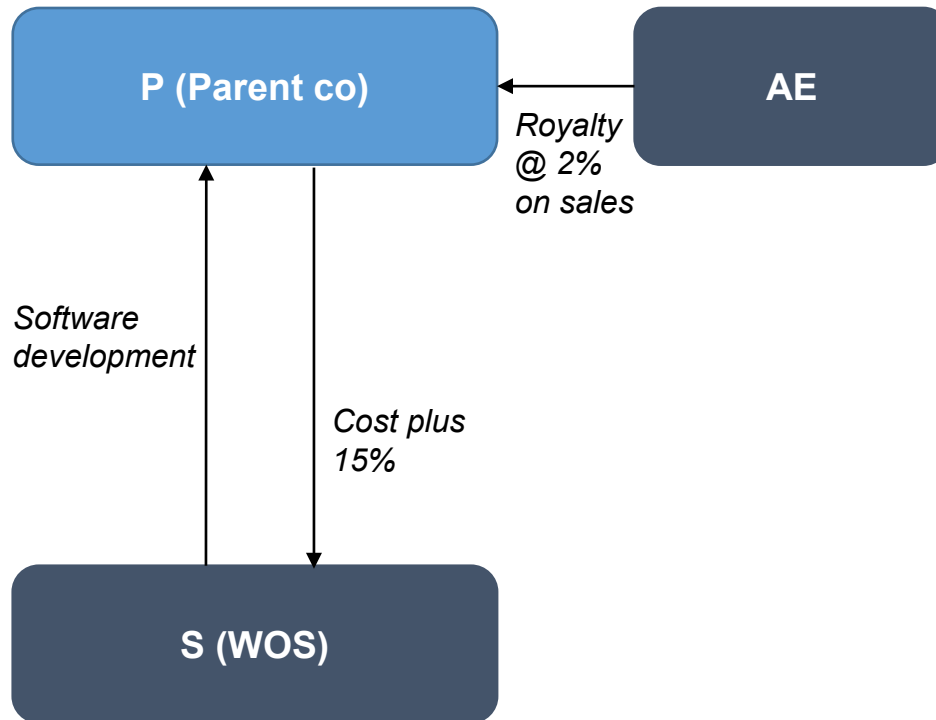 P (Parent co)
AE
Royalty
@ 2%
on sales
Software
development
Cost plus
15%
S (WOS)